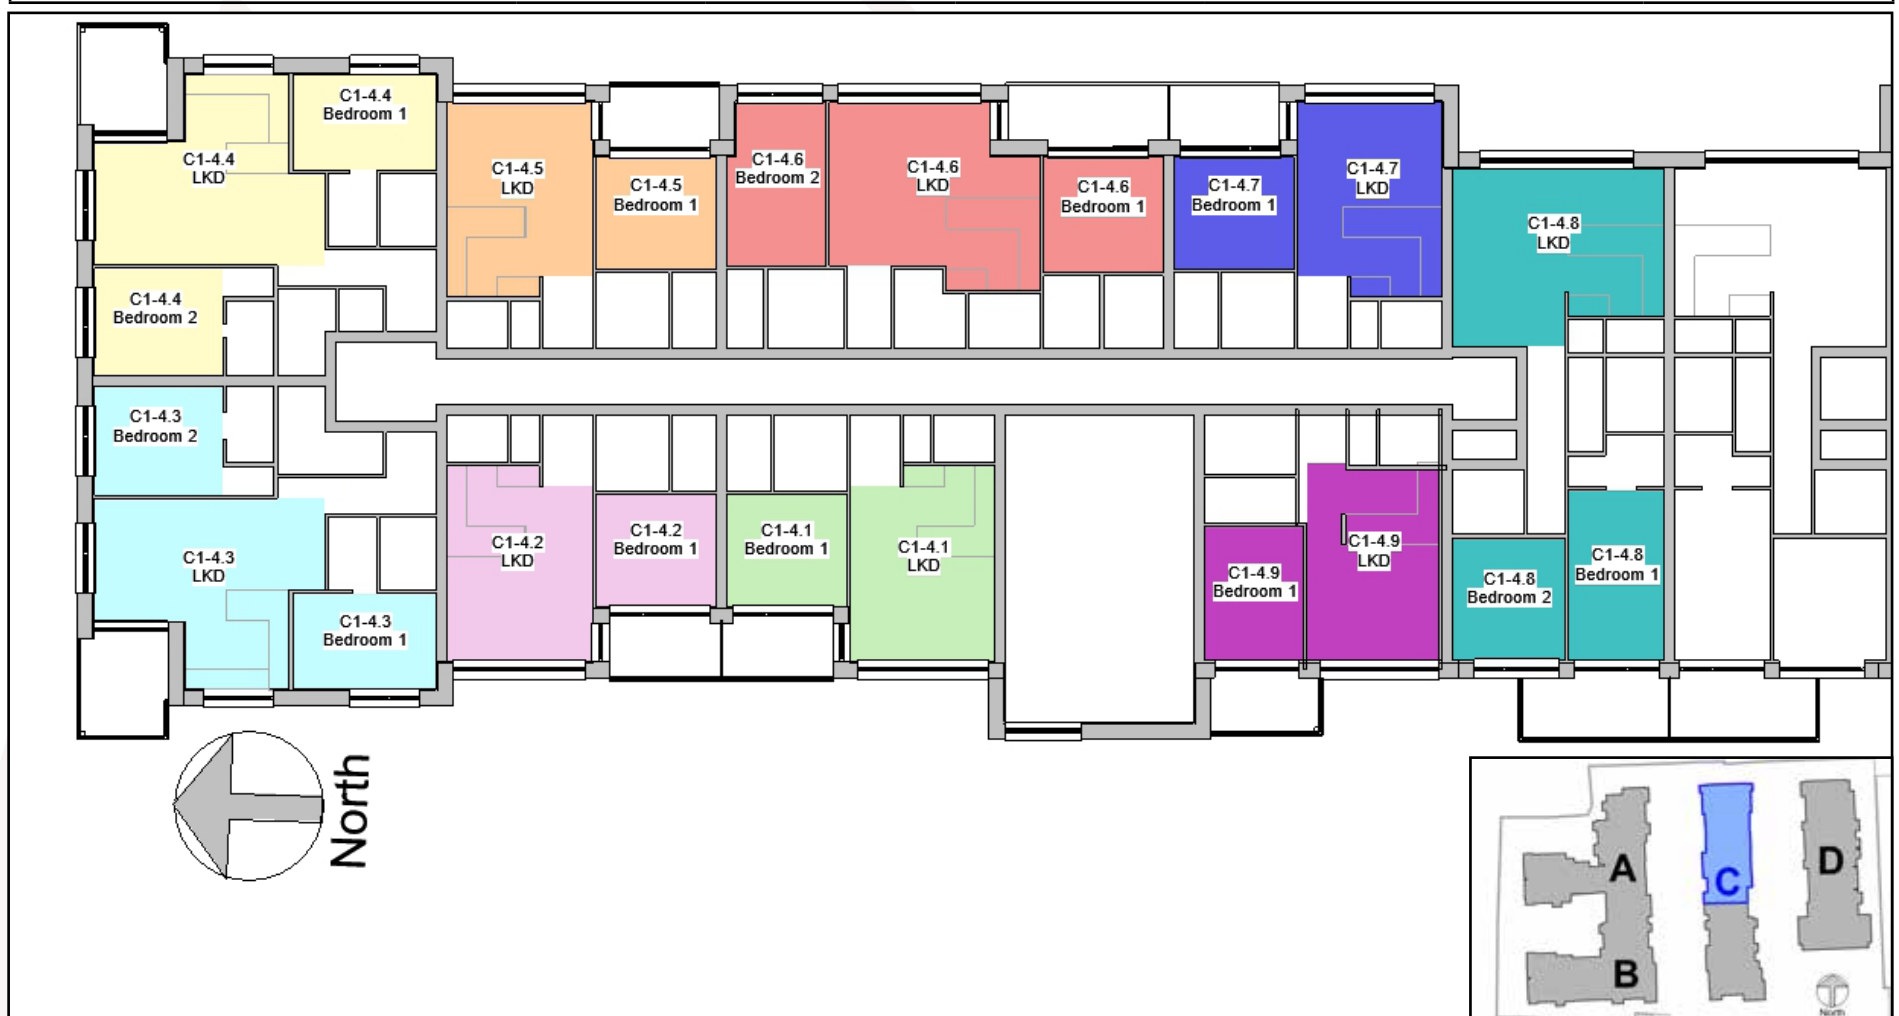 C1-4.4
Bedroom 1
C1-4.4
LKD
C1-4.5
LKD
C1-4.5
Bedroom 1
C1-4.6
Bedroom 2
C1-4.6
LKD
C1-4.6
Bedroom 1
C1-4.7
Bedroom 1
C1-4.7
LKD
C1-4.8
LKD
C1-4.4
Bedroom 2
C1-4.3
Bedroom 2
C1-4.3
LKD
C1-4.3
Bedroom 1
C1-4.2
LKD
C1-4.2
Bedroom 1
C1-4.1
Bedroom 1
C1-4.1
LKD
C1-4.9
Bedroom 1
C1-4.9
LKD
C1-4.8
Bedroom 2
C1-4.8
Bedroom 1
North
A
B
C
D
North